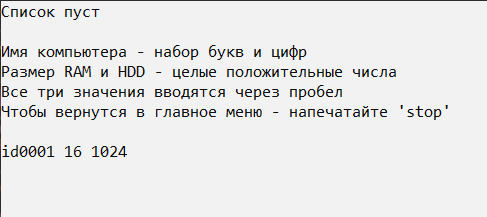 Список пуст
Имя компьютера - набор букв и цифр
Размер RAM и HDD - целые положительные числа
Все три значения вводятся через пробел
Чтобы вернутся в главное меню - напечатайте 'stop'
id0001 16 1024